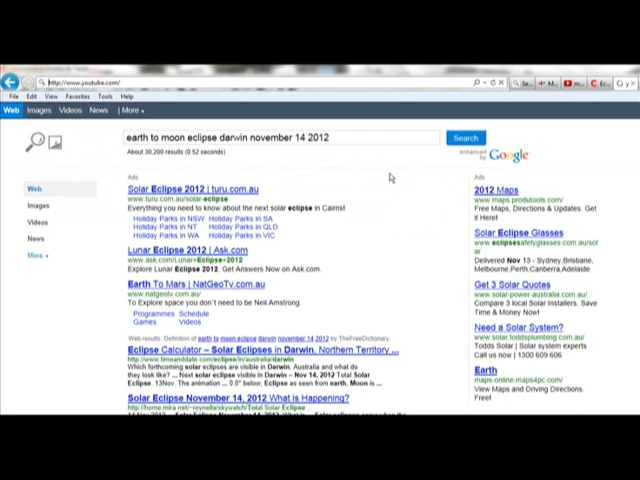 http://www.youtube.com/
File Edit View Favorites Tools Help
Web Images Videos News | More
earth to moon eclipse darwin november 14 2012
Search
About 30,200 results (0.52 seconds)
enhanced by Google
Web
Images
Videos
News
More
Ads
Solar Eclipse 2012 | turu.com.au
www.turu.com.au/solar-eclipse
Everything you need to know about the next solar eclipse in Cairns!
Holiday Parks in NSW Holiday Parks in SA
Holiday Parks in NT Holiday Parks in QLD
Holiday Parks in WA Holiday Parks in VIC
Lunar Eclipse 2012 | Ask.com
www.ask.com/Lunar+Eclipse+2012
Explore Lunar Eclipse 2012. Get Answers Now on Ask.com.
Earth To Mars | NatGeoTv.com.au
www.natgeotv.com.au/
To Explore space you don't need to be Neil Amstrong.
Programmes Schedule
Games Videos
Web results. Definition of earth to moon eclipse darwin november 14 2012 by TheFreeDictionary
Eclipse Calculator – Solar Eclipses in Darwin, Northern Territory ...
http://www.timeanddate.com/eclipse/in/australia/darwin
Which forthcoming solar eclipses are visible in Darwin, Australia and what do
they look like? ... Next solar eclipse visible in Darwin – Nov 14, 2012 Total Solar
Eclipse. 13Nov. The animation ... 0.0° below. Eclipse as seen from earth. Moon is ...
Solar Eclipse November 14, 2012 What is Happening?
http://home.mira.net/~reynella/skywatch/Total Solar Eclipse
Ads
2012 Maps
www.maps.produtools.com/
Free Maps, Directions & Updates. Get
it Here!
Solar Eclipse Glasses
www.eclipsesafetyglasses.com.au/sol
ar
Delivered Nov 13 - Sydney,Brisbane,
Melbourne,Perth,Canberra,Adelaide
Get 3 Solar Quotes
www.solar-power-australia.com.au/
Compare 3 local Solar Installers. Save
Time & Money Now!
Need a Solar System?
www.solar.toddsplumbing.com.au/
Todds Solar | Solar system experts
Call us now | 1300 609 606
Earth
maps-online.maps4pc.com/
View Maps and Driving Directions.
Free!